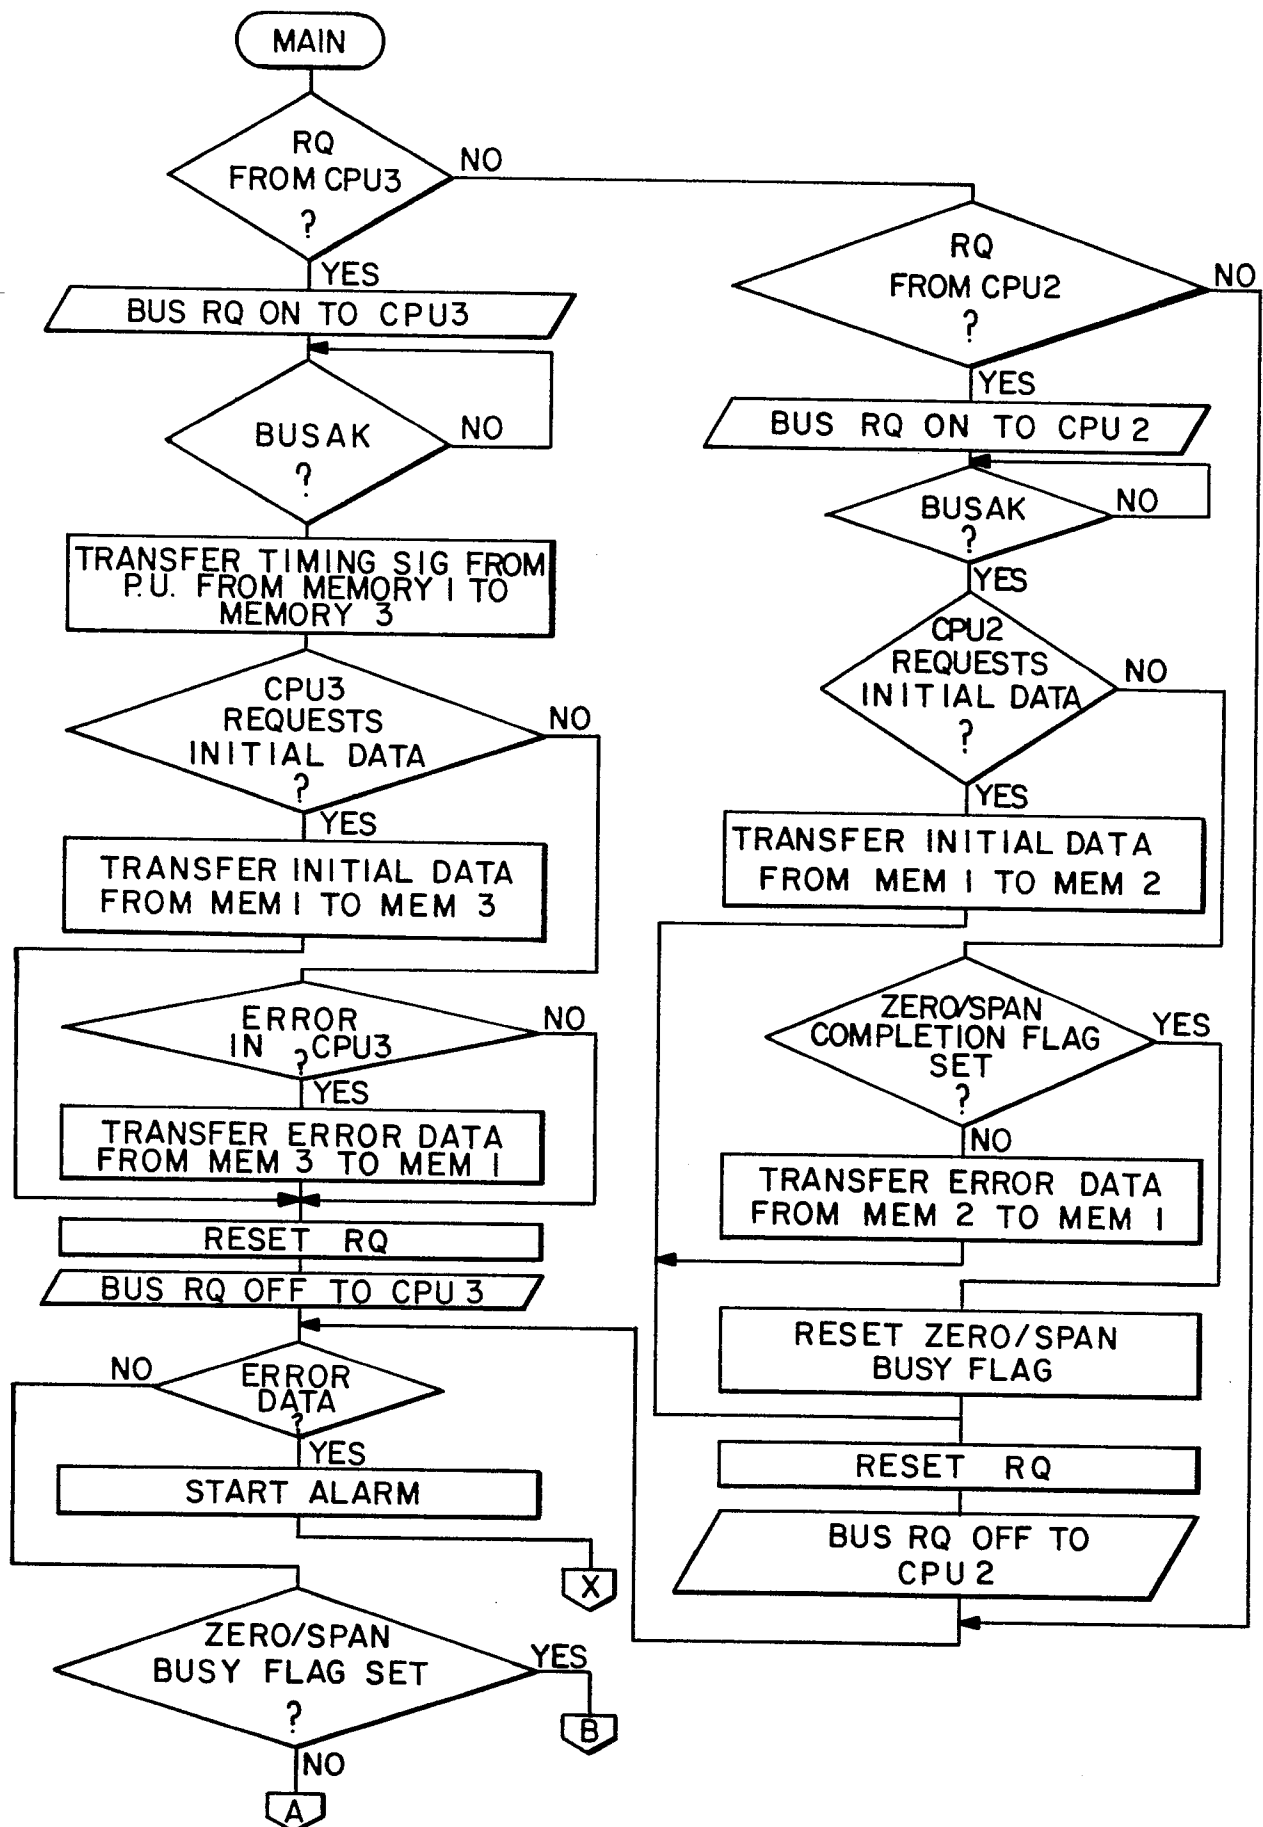 MAIN
RQ
FROM CPU3
?
NO
YES
BUS RQ ON TO CPU3
BUSAK
?
NO
TRANSFER TIMING SIG FROM
P.U. FROM MEMORY 1 TO
MEMORY 3
CPU3
REQUESTS
INITIAL DATA
?
NO
YES
TRANSFER INITIAL DATA
FROM MEM 1 TO MEM 3
ERROR
IN CPU3
?
NO
YES
TRANSFER ERROR DATA
FROM MEM 3 TO MEM 1
RESET RQ
BUS RQ OFF TO CPU 3
ERROR
DATA
?
NO
YES
START ALARM
X
ZERO/SPAN
BUSY FLAG SET
?
YES
B
NO
A
RQ
FROM CPU2
?
NO
YES
BUS RQ ON TO CPU 2
BUSAK
?
NO
YES
CPU2
REQUESTS
INITIAL DATA
?
NO
YES
TRANSFER INITIAL DATA
FROM MEM 1 TO MEM 2
ZERO/SPAN
COMPLETION FLAG
SET
?
YES
NO
TRANSFER ERROR DATA
FROM MEM 2 TO MEM 1
RESET ZERO/SPAN
BUSY FLAG
RESET RQ
BUS RQ OFF TO
CPU 2